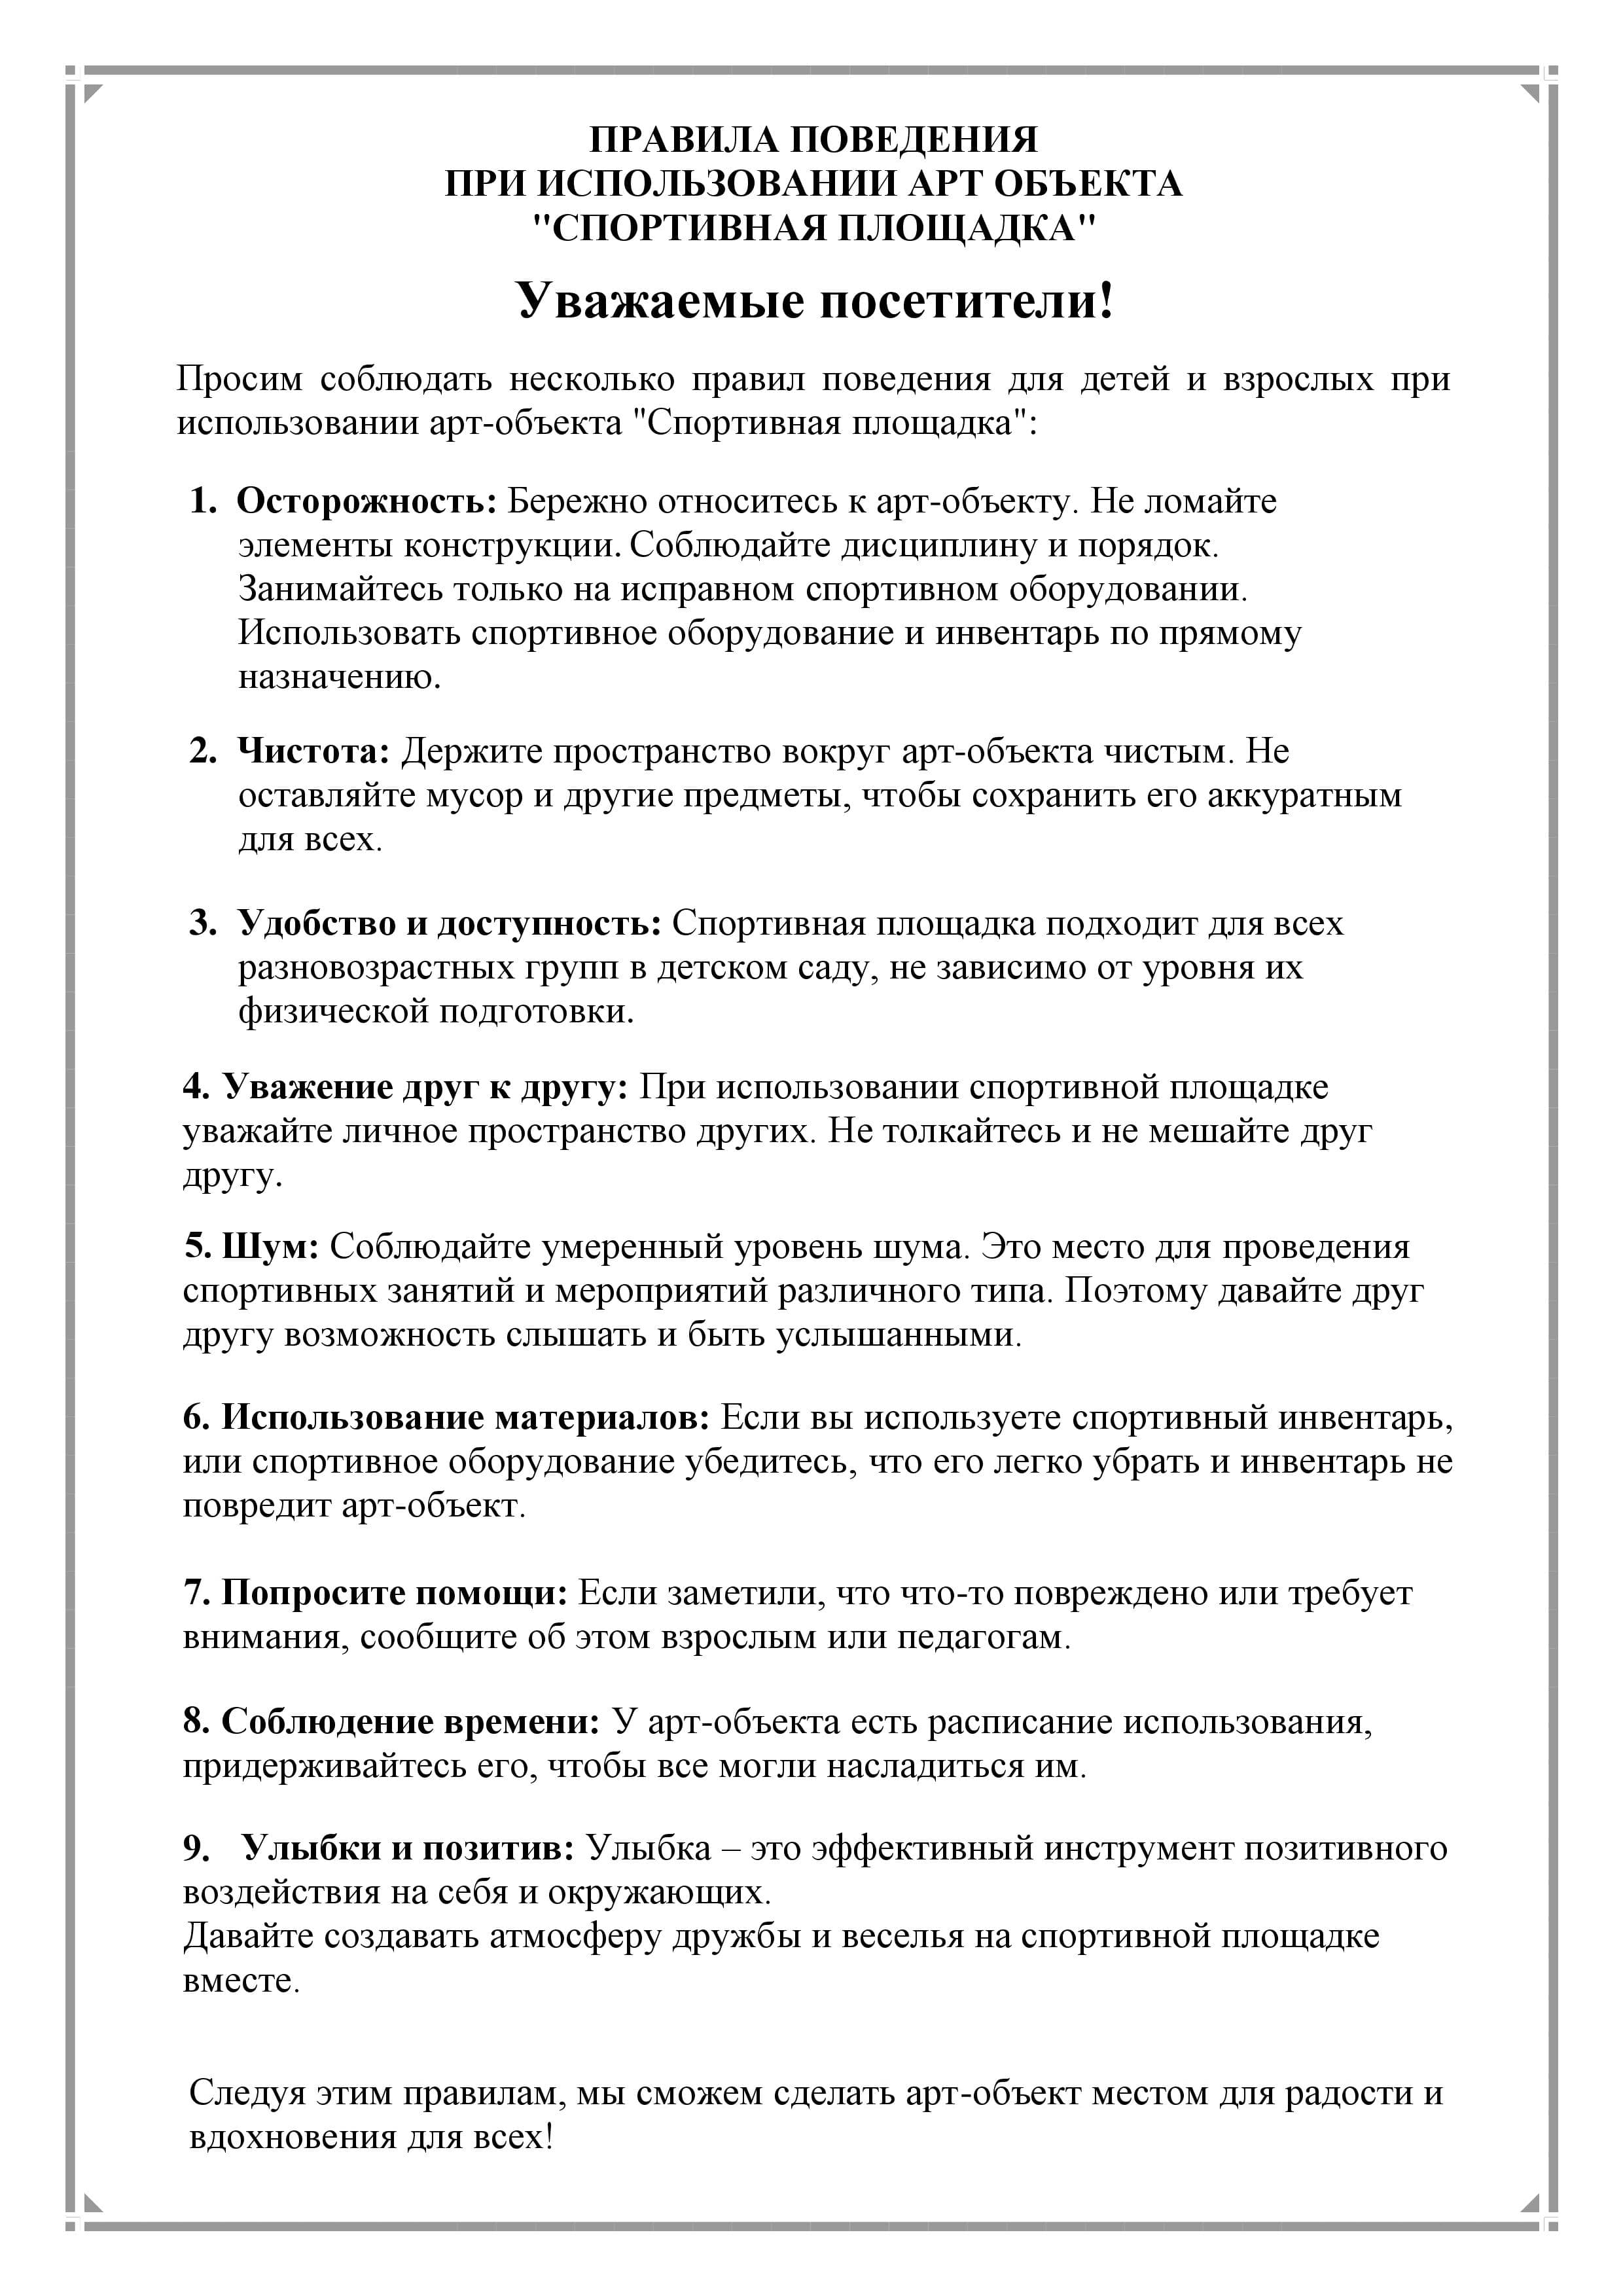 ПРАВИЛА ПОВЕДЕНИЯ
ПРИ ИСПОЛЬЗОВАНИИ АРТ ОБЪЕКТА
"СПОРТИВНАЯ ПЛОЩАДКА"
Уважаемые посетители!
Просим соблюдать несколько правил поведения для детей и взрослых при
использовании арт-объекта "Спортивная площадка":
1. Осторожность: Бережно относитесь к арт-объекту. Не ломайте
элементы конструкции. Соблюдайте дисциплину и порядок.
Занимайтесь только на исправном спортивном оборудовании.
Использовать спортивное оборудование и инвентарь по прямому
назначению.
2. Чистота: Держите пространство вокруг арт-объекта чистым. Не
оставляйте мусор и другие предметы, чтобы сохранить его аккуратным
для всех.
3. Удобство и доступность: Спортивная площадка подходит для всех
разновозрастных групп в детском саду, не зависимо от уровня их
физической подготовки.
4. Уважение друг к другу: При использовании спортивной площадке
уважайте личное пространство других. Не толкайтесь и не мешайте друг
другу.
5. Шум: Соблюдайте умеренный уровень шума. Это место для проведения
спортивных занятий и мероприятий различного типа. Поэтому давайте друг
другу возможность слышать и быть услышанными.
6. Использование материалов: Если вы используете спортивный инвентарь,
или спортивное оборудование убедитесь, что его легко убрать и инвентарь не
повредит арт-объект.
7. Попросите помощи: Если заметили, что что-то повреждено или требует
внимания, сообщите об этом взрослым или педагогам.
8. Соблюдение времени: У арт-объекта есть расписание использования,
придерживайтесь его, чтобы все могли насладиться им.
9. Улыбки и позитив: Улыбка – это эффективный инструмент позитивного
воздействия на себя и окружающих.
Давайте создавать атмосферу дружбы и веселья на спортивной площадке
вместе.
Следуя этим правилам, мы сможем сделать арт-объект местом для радости и
вдохновения для всех!